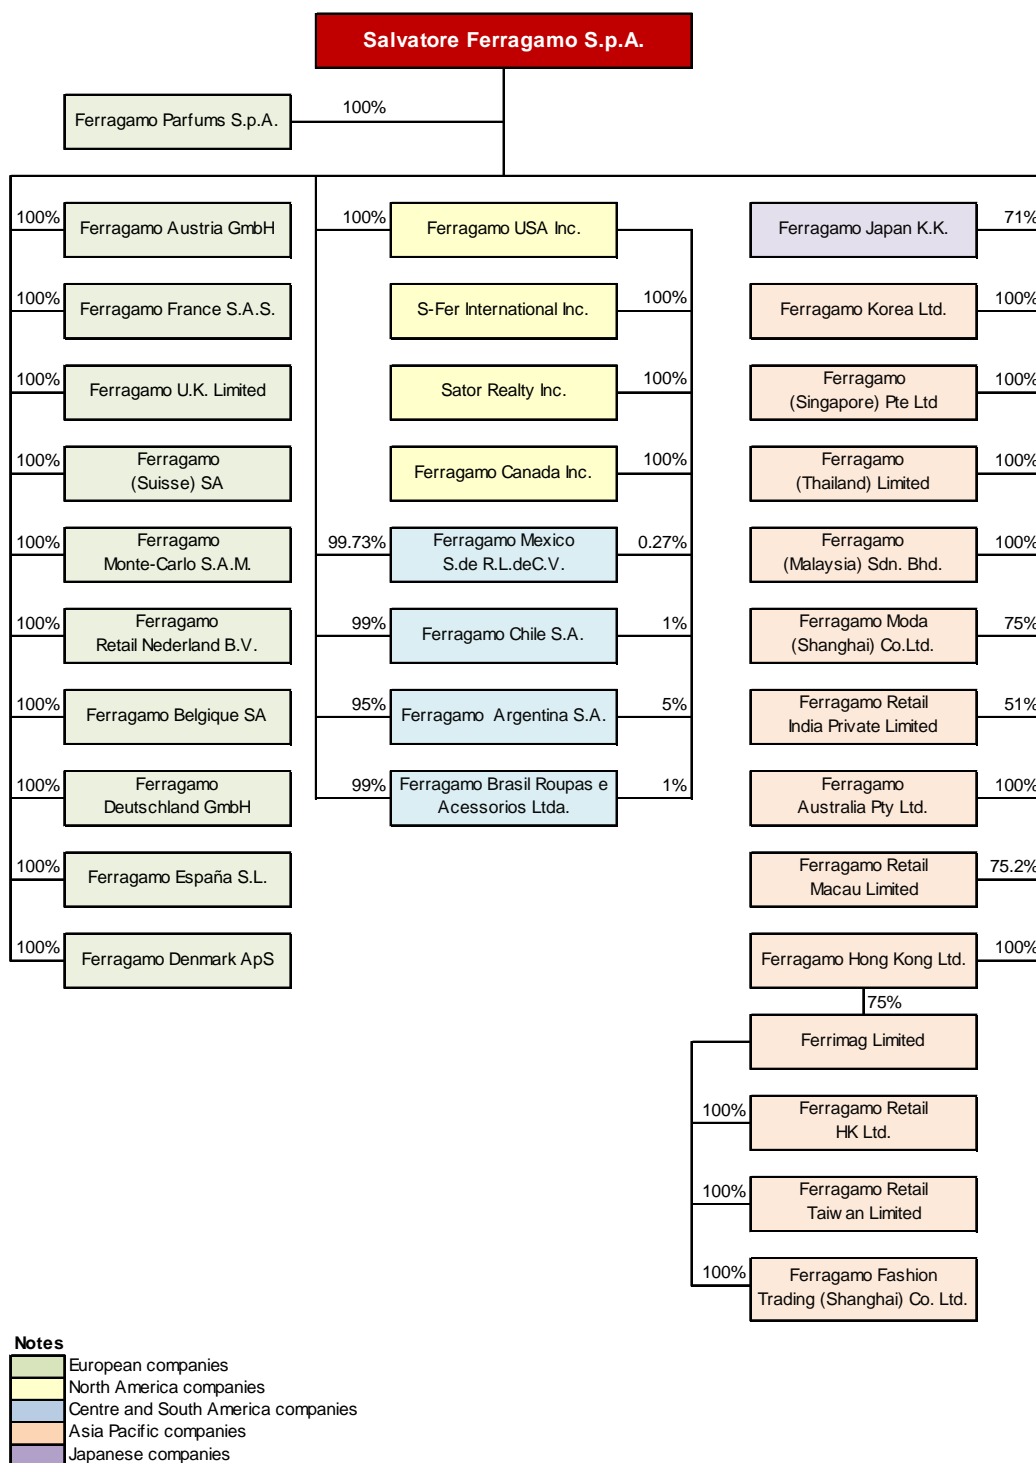 Salvatore Ferragamo S.p.A.
Ferragamo Parfums S.p.A.
100%
100%
Ferragamo Austria GmbH
100%
Ferragamo USA Inc.
Ferragamo Japan K.K.
71%
100%
Ferragamo France S.A.S.
S-Fer International Inc.
100%
Ferragamo Korea Ltd.
100%
100%
Ferragamo U.K. Limited
Sator Realty Inc.
100%
Ferragamo
(Singapore) Pte Ltd
100%
100%
Ferragamo
(Suisse) SA
Ferragamo Canada Inc.
100%
Ferragamo
(Thailand) Limited
100%
100%
Ferragamo
Monte-Carlo S.A.M.
99.73%
Ferragamo Mexico
S.de R.L.deC.V.
0.27%
Ferragamo
(Malaysia) Sdn. Bhd.
100%
100%
Ferragamo
Retail Nederland B.V.
99%
Ferragamo Chile S.A.
1%
Ferragamo Moda
(Shanghai) Co.Ltd.
75%
100%
Ferragamo Belgique SA
95%
Ferragamo Argentina S.A.
5%
Ferragamo Retail
India Private Limited
51%
100%
Ferragamo
Deutschland GmbH
99%
Ferragamo Brasil Roupas e
Acessorios Ltda.
1%
Ferragamo
Australia Pty Ltd.
100%
100%
Ferragamo España S.L.
Ferragamo Retail
Macau Limited
75.2%
100%
Ferragamo Denmark ApS
Ferragamo Hong Kong Ltd.
100%
75%
Ferrimag Limited
100%
Ferragamo Retail
HK Ltd.
100%
Ferragamo Retail
Taiwan Limited
100%
Ferragamo Fashion
Trading (Shanghai) Co. Ltd.
Notes
European companies
North America companies
Centre and South America companies
Asia Pacific companies
Japanese companies